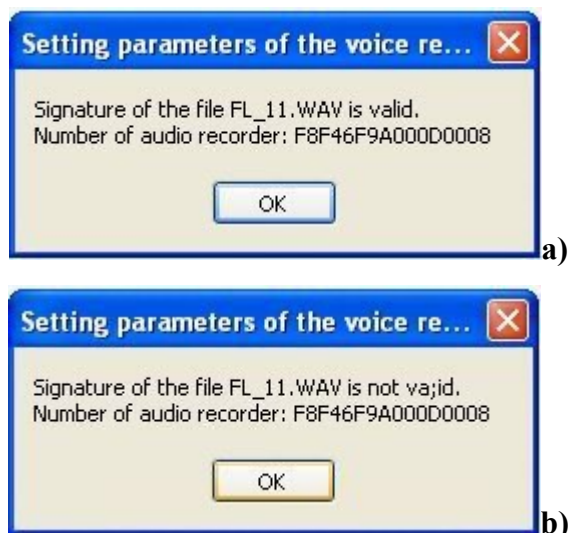 Setting parameters of the voice re...
Signature of the file FL_11.WAV is valid.
Number of audio recorder: F8F46F9A000D0008
OK
a)
Setting parameters of the voice re...
Signature of the file FL_11.WAV is not va;id.
Number of audio recorder: F8F46F9A000D0008
OK
b)